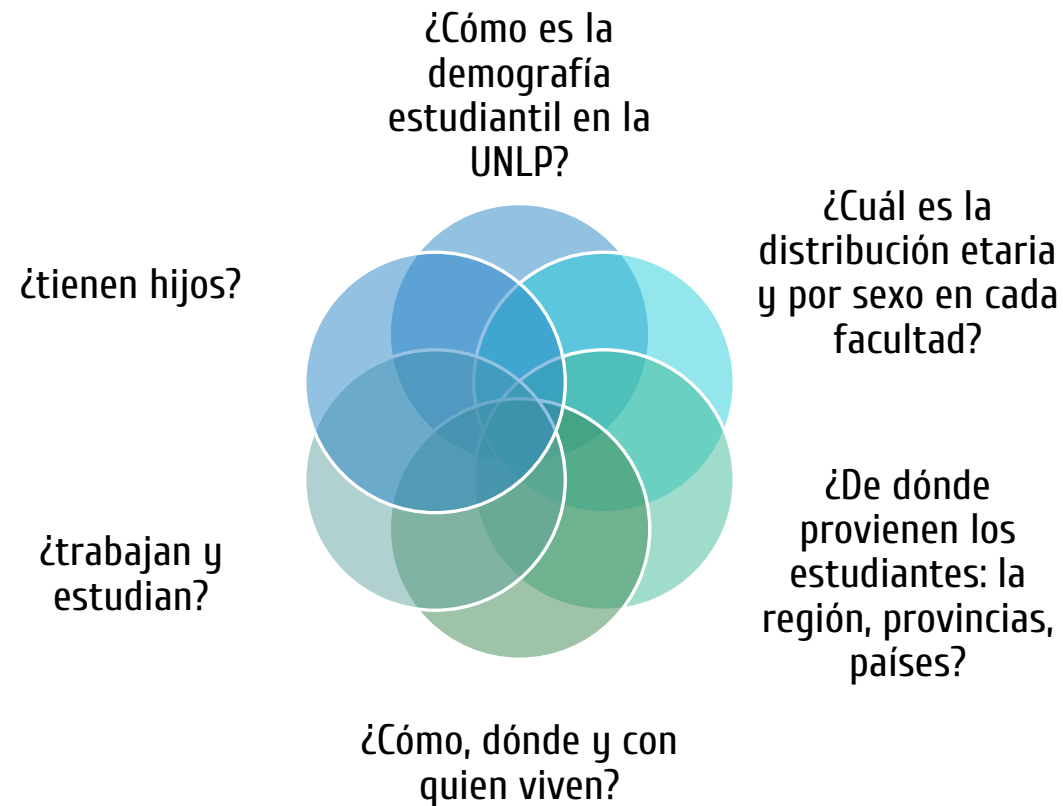 ¿Cómo es la
demografía
estudiantil en la
UNLP?
¿Cuál es la
distribución etaria
y por sexo en cada
facultad?
¿De dónde
provienen los
estudiantes: la
región, provincias,
países?
¿Cómo, dónde y con
quien viven?
¿trabajan y
estudian?
¿tienen hijos?